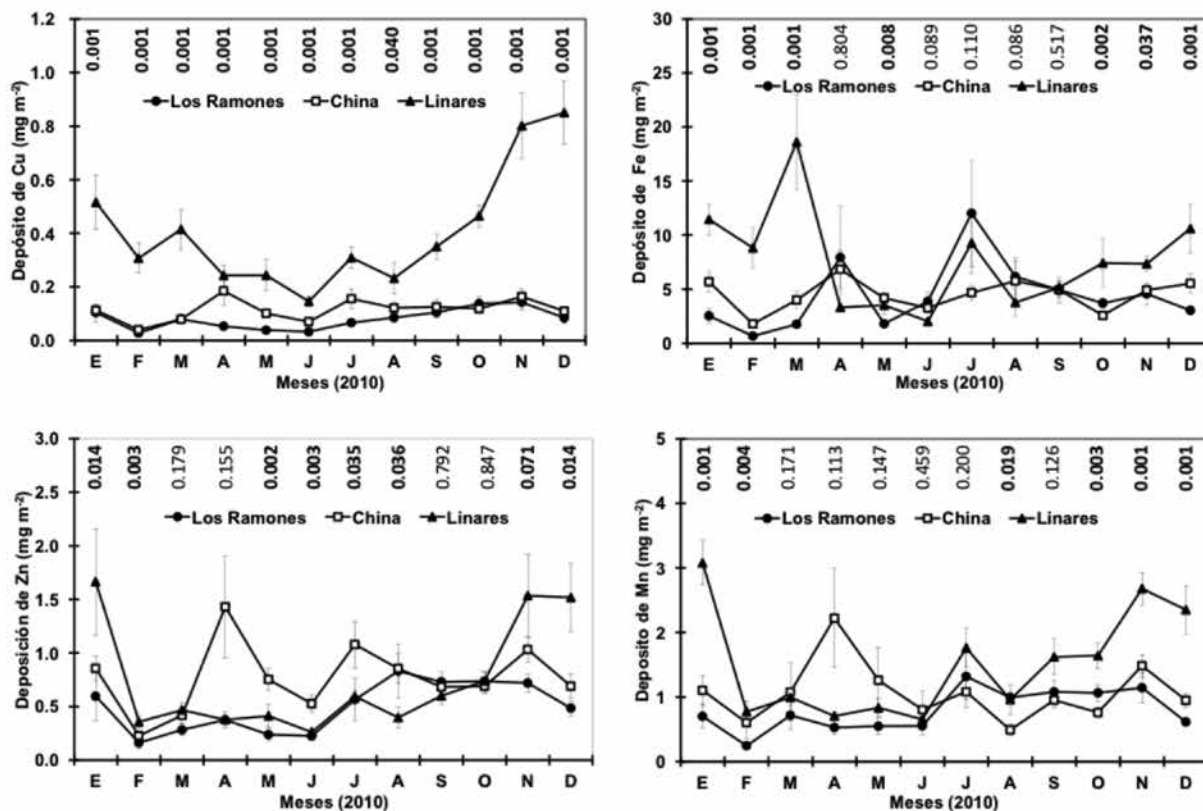 1.2
1.0
0.8
0.6
0.4
0.2
0.0
Depósito de Cu (mg m⁻²)
0.001 0.001 0.001 0.001 0.001 0.001 0.001 0.040 0.001 0.001 0.001 0.001
Los Ramones China Linares
E F M A M J J A S O N D
Meses (2010)
30
25
20
15
10
5
0
Depósito de Fe (mg m⁻²)
0.001 0.001 0.001 0.804 0.008 0.089 0.110 0.086 0.517 0.002 0.037 0.001
Los Ramones China Linares
E F M A M J J A S O N D
Meses (2010)
3.0
2.5
2.0
1.5
1.0
0.5
0.0
Deposición de Zn (mg m⁻²)
0.014 0.003 0.179 0.155 0.002 0.003 0.035 0.036 0.792 0.847 0.071 0.014
Los Ramones China Linares
E F M A M J J A S O N D
Meses (2010)
5
4
3
2
1
0
Deposito de Mn (mg m⁻²)
0.001 0.004 0.171 0.113 0.147 0.459 0.200 0.019 0.126 0.003 0.001 0.001
Los Ramones China Linares
E F M A M J J A S O N D
Meses (2010)